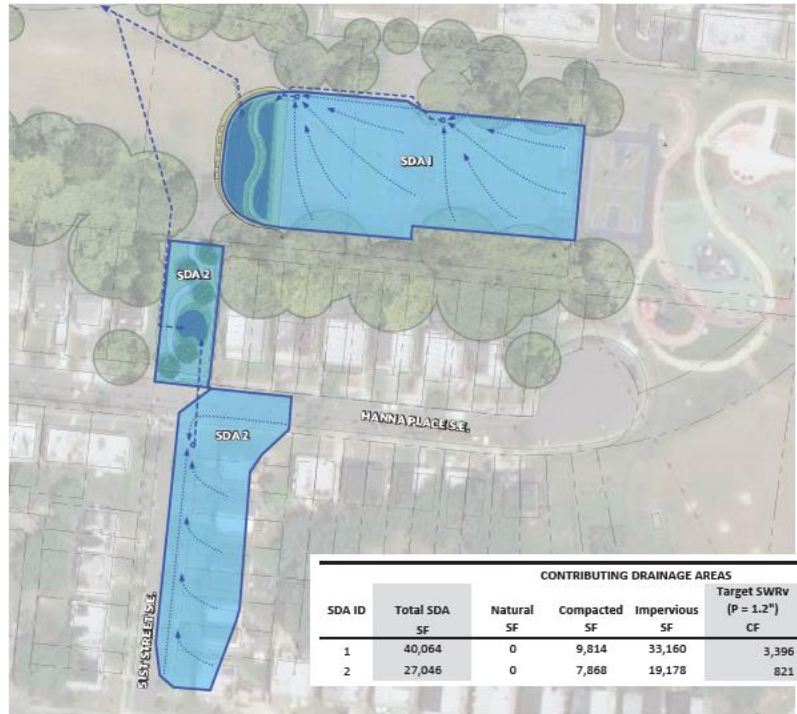 SDA 1
SDA 2
HANNA PLACE S.E.
SDA 2
51ST STREET S.E.
CONTRIBUTING DRAINAGE AREAS
SDA ID Total SDA Natural Compacted Impervious Target SWRv (P = 1.2")
SF SF SF SF CF
1 40,064 0 9,814 33,160 3,396
2 27,046 0 7,868 19,178 821